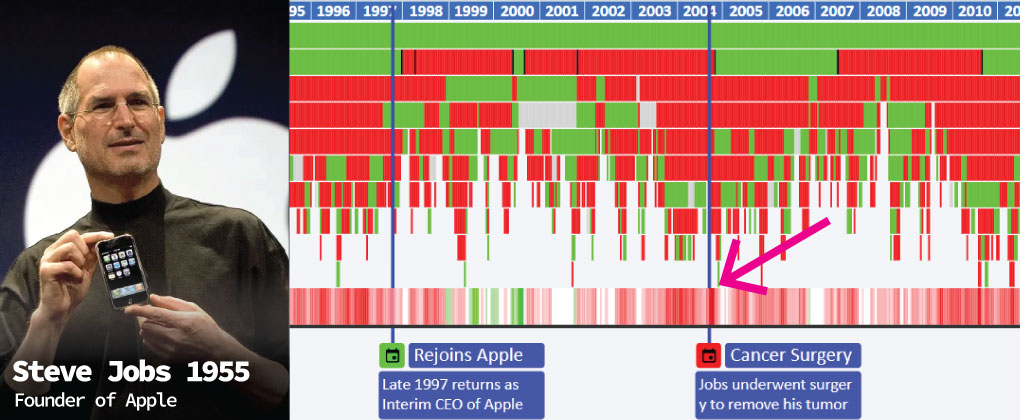 95 1996 1997 1998 1999 2000 2001 2002 2003 2004 2005 2006 2007 2008 2009 2010 20
Steve Jobs 1955
Founder of Apple
Rejoins Apple
Late 1997 returns as
Interim CEO of Apple
Cancer Surgery
Jobs underwent surger
y to remove his tumor